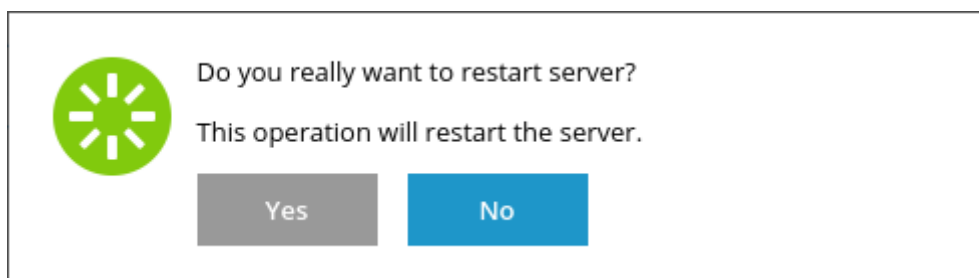 Do you really want to restart server?
This operation will restart the server.
Yes No